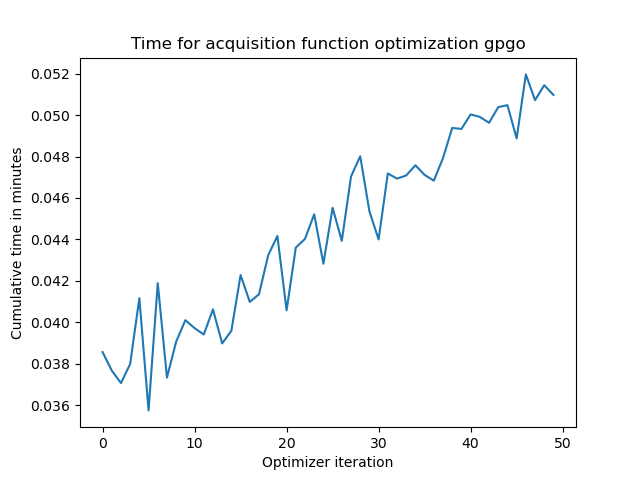 Time for acquisition function optimization gpgo
0.052
0.050
0.048
0.046
0.044
0.042
0.040
0.038
0.036
Cumulative time in minutes
0 10 20 30 40 50
Optimizer iteration